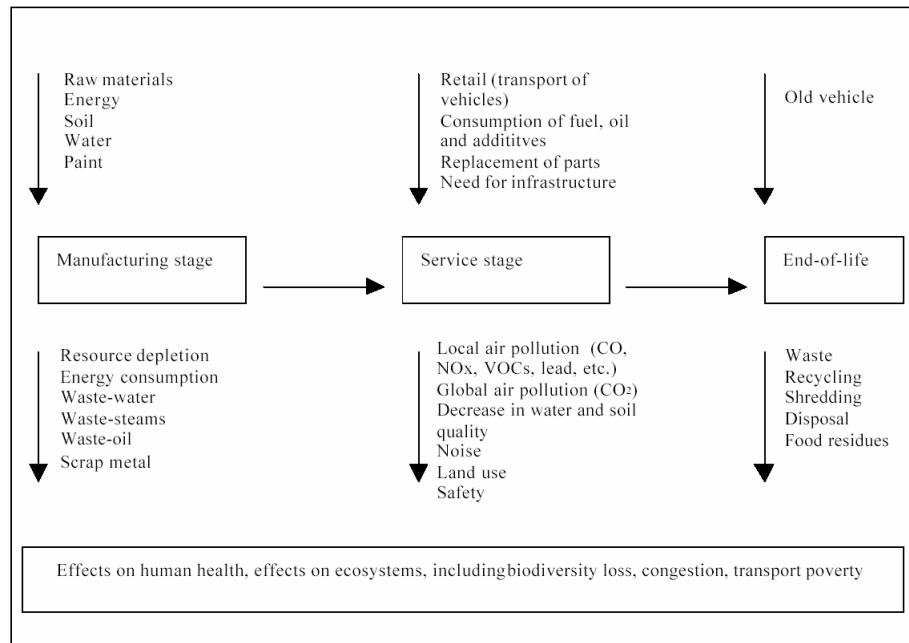 Raw materials
Energy
Soil
Water
Paint
Retail (transport of
vehicles)
Consumption of fuel, oil
and addititves
Replacement of parts
Need for infrastructure
Old vehicle
Manufacturing stage
Service stage
End-of-life
Resource depletion
Energy consumption
Waste-water
Waste-steams
Waste-oil
Scrap metal
Local air pollution (CO,
NOx, VOCs, lead, etc.)
Global air pollution (CO2)
Decrease in water and soil
quality
Noise
Land use
Safety
Waste
Recycling
Shredding
Disposal
Food residues
Effects on human health, effects on ecosystems, including biodiversity loss, congestion, transport poverty